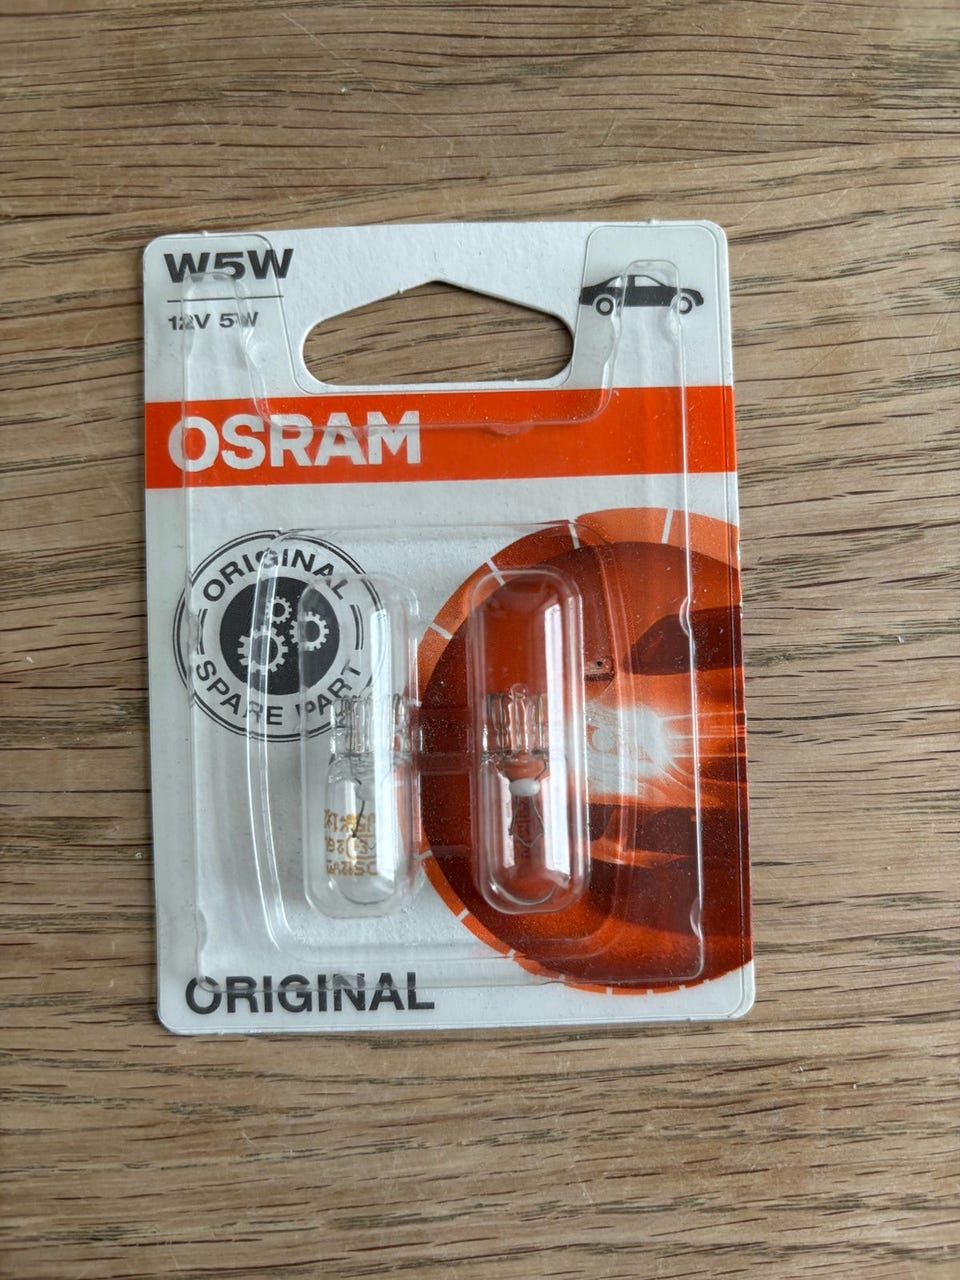 W5W
12V 5W
OSRAM
ORIGINAL
SPARE PART
ORIGINAL